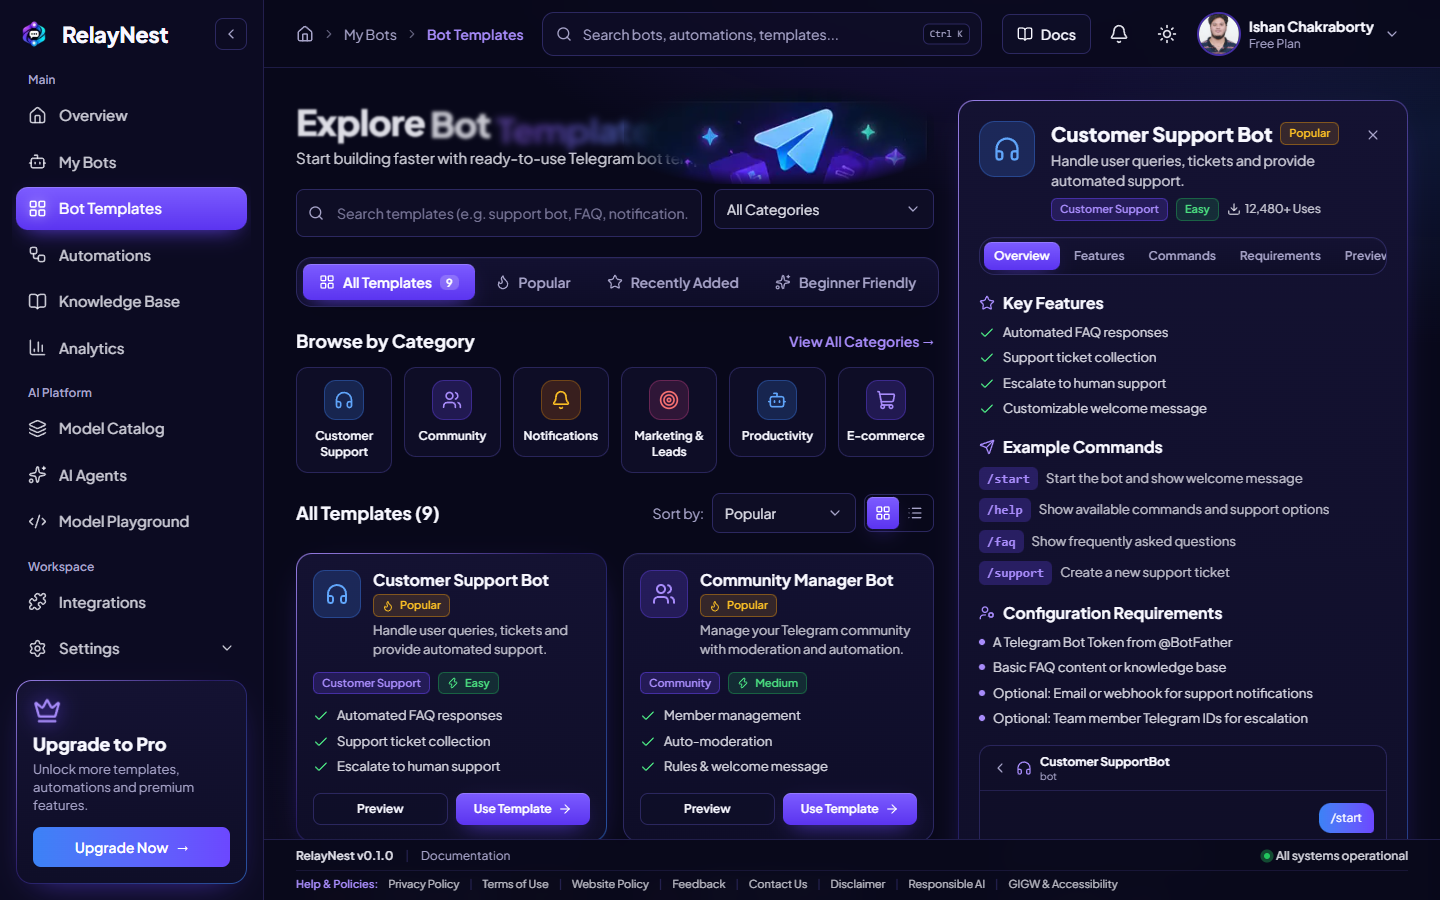 RelayNest
Main
Overview
My Bots
Bot Templates
Automations
Knowledge Base
Analytics
AI Platform
Model Catalog
AI Agents
Model Playground
Workspace
Integrations
Settings
Upgrade to Pro
Unlock more templates,
automations and premium
features.
Upgrade Now →
My Bots
Bot Templates
Search bots, automations, templates...
Ctrl K
Docs
Ishan Chakraborty
Free Plan
Explore Bot Template
Start building faster with ready-to-use Telegram bot
Search templates (e.g. support bot, FAQ, notification.
All Categories
All Templates 9
Popular
Recently Added
Beginner Friendly
Browse by Category
View All Categories →
Customer
Support
Community
Notifications
Marketing &
Leads
Productivity
E-commerce
All Templates (9)
Sort by:
Popular
Customer Support Bot
Popular
Handle user queries, tickets and
provide automated support.
Customer Support
Easy
Automated FAQ responses
Support ticket collection
Escalate to human support
Preview
Use Template →
Community Manager Bot
Popular
Manage your Telegram community
with moderation and automation.
Community
Medium
Member management
Auto-moderation
Rules & welcome message
Preview
Use Template →
Customer Support Bot
Popular
Handle user queries, tickets and provide
automated support.
Customer Support
Easy
12,480+ Uses
Overview
Features
Commands
Requirements
Preview
Key Features
Automated FAQ responses
Support ticket collection
Escalate to human support
Customizable welcome message
Example Commands
/start Start the bot and show welcome message
/help Show available commands and support options
/faq Show frequently asked questions
/support Create a new support ticket
Configuration Requirements
A Telegram Bot Token from @BotFather
Basic FAQ content or knowledge base
Optional: Email or webhook for support notifications
Optional: Team member Telegram IDs for escalation
Customer SupportBot
bot
/start
RelayNest v0.1.0
Documentation
All systems operational
Help & Policies:
Privacy Policy
Terms of Use
Website Policy
Feedback
Contact Us
Disclaimer
Responsible AI
GIGW & Accessibility